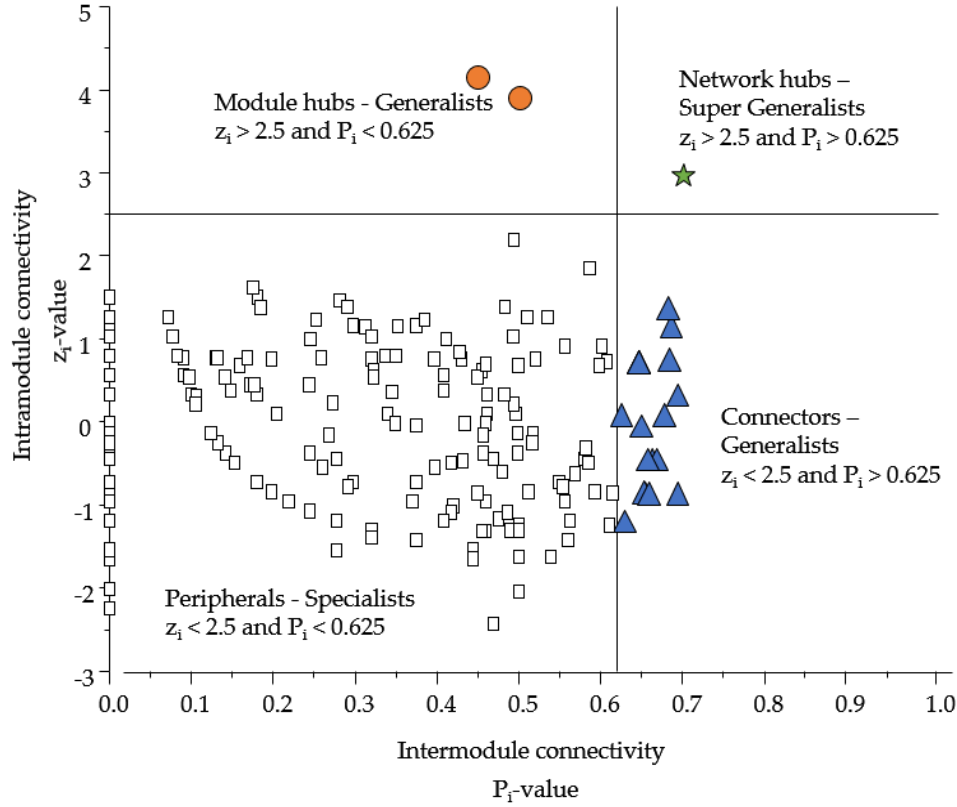 5
4
3
2
1
0
-1
-2
-3
Intramodule connectivity
zi-value
Module hubs - Generalists
zi > 2.5 and Pi < 0.625
Network hubs –
Super Generalists
zi > 2.5 and Pi > 0.625
Connectors –
Generalists
zi < 2.5 and Pi > 0.625
Peripherals - Specialists
zi < 2.5 and Pi < 0.625
0.0 0.1 0.2 0.3 0.4 0.5 0.6 0.7 0.8 0.9 1.0
Intermodule connectivity
Pi-value